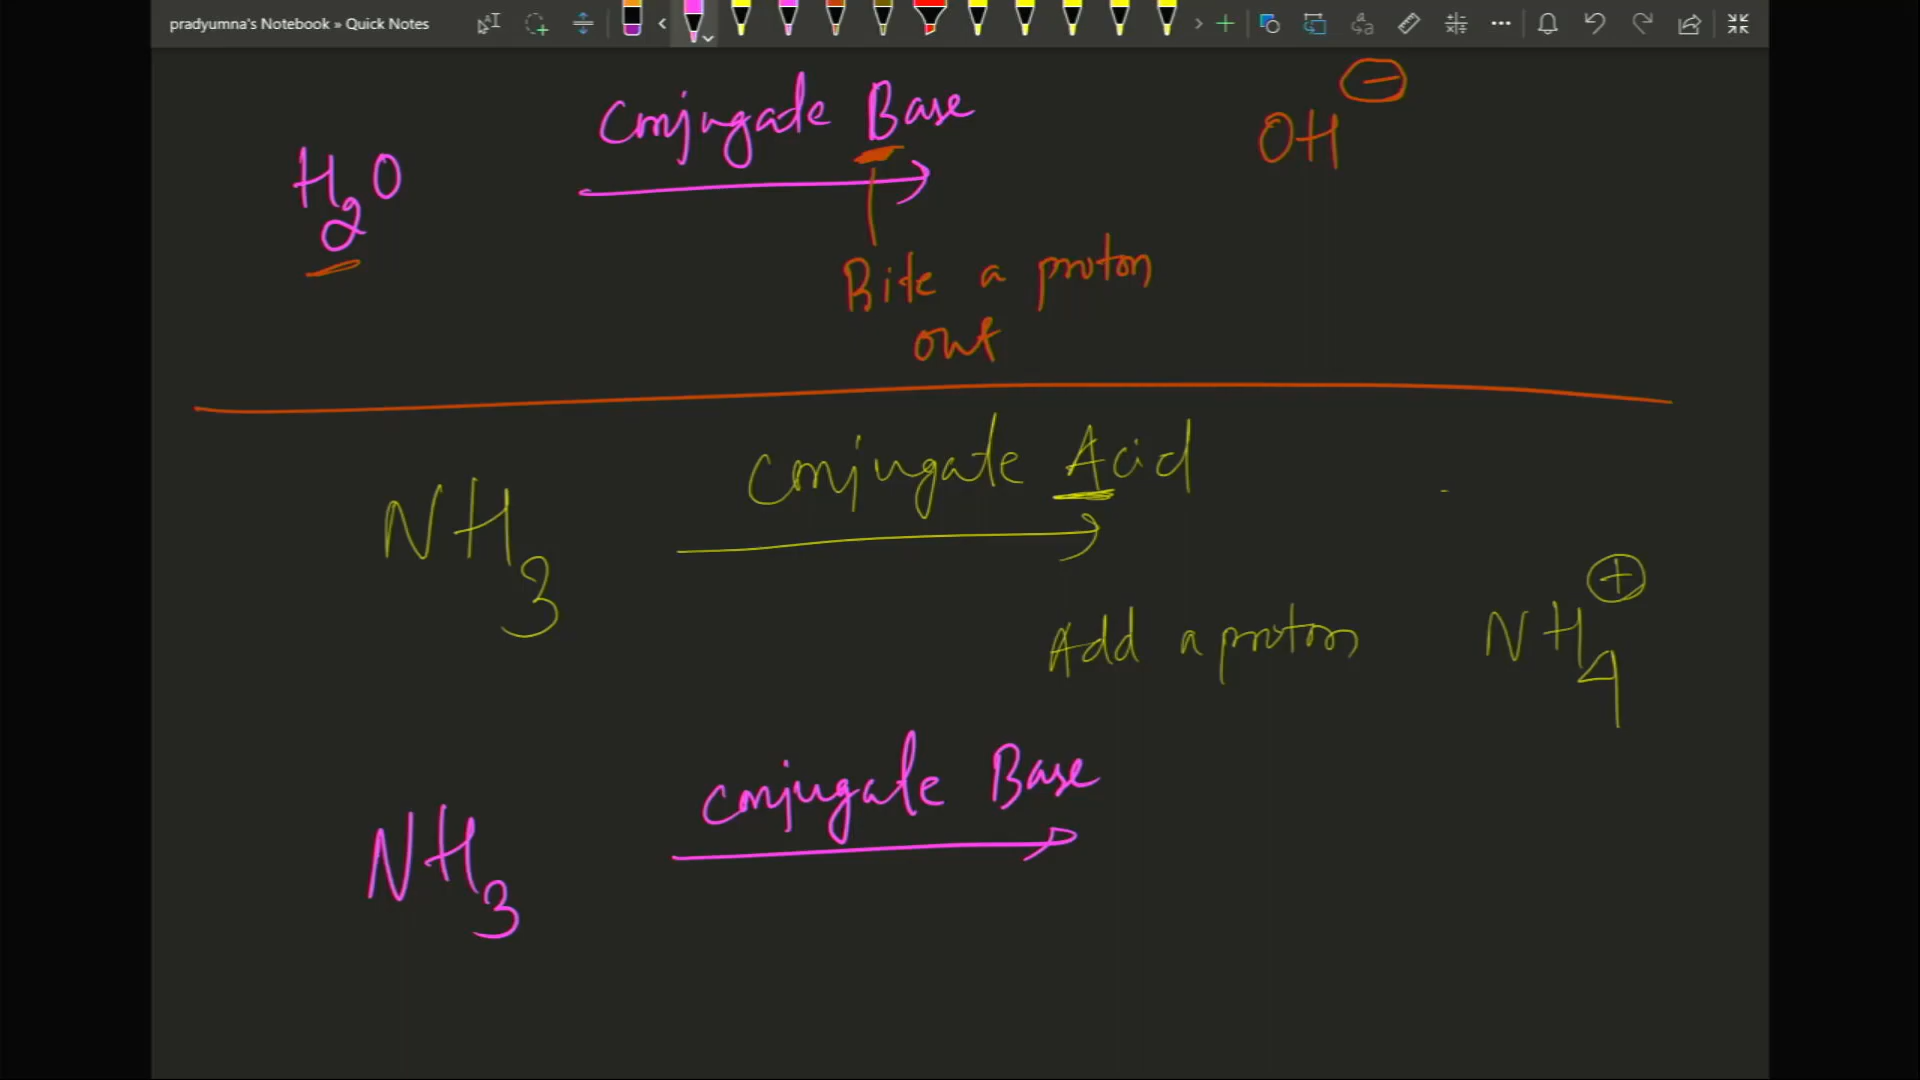 pradyumna's Notebook » Quick Notes
Conjugate Base
OH⊖
H2O
2
Bite a proton
out
Conjugate Acid
NH3
Add a proton
NH4⊕
Conjugate Base
NH3